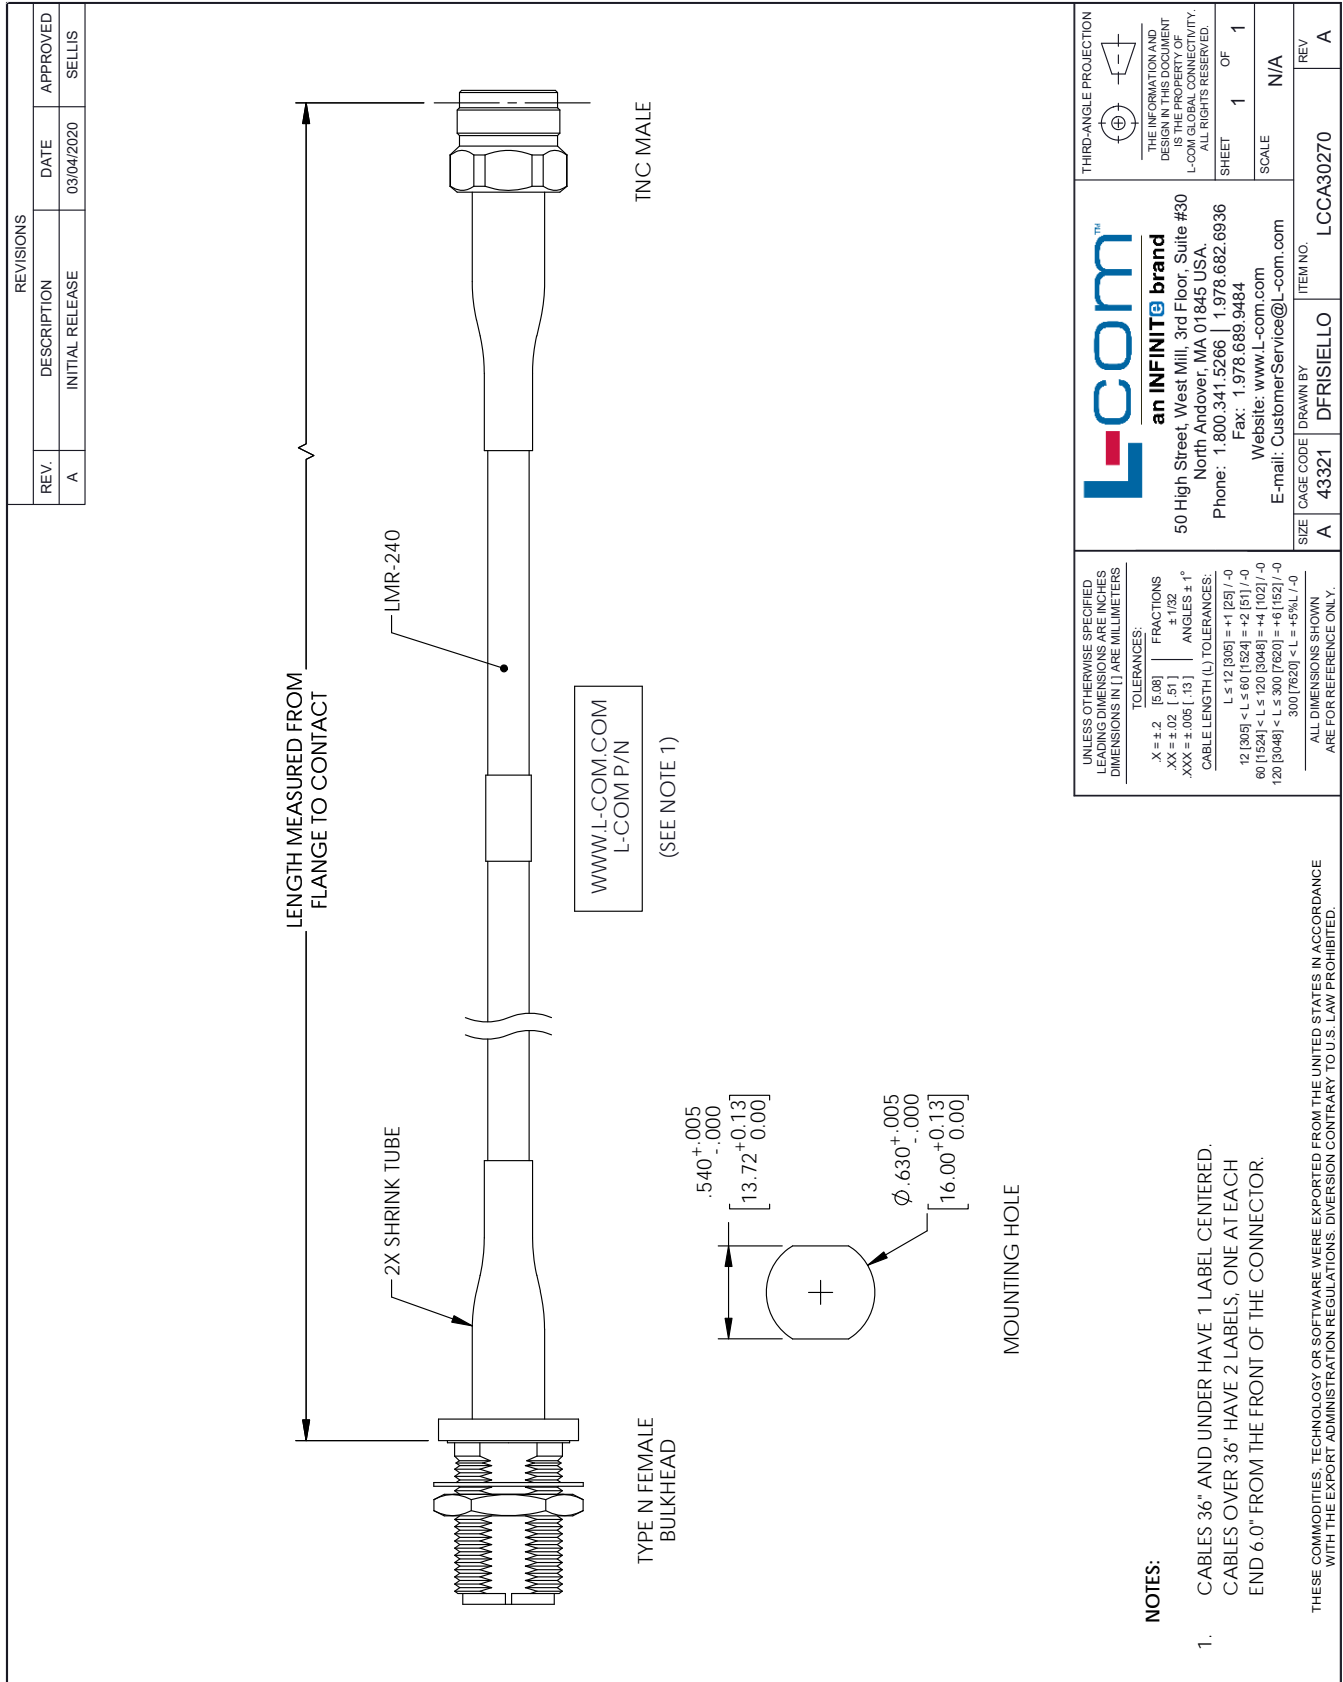 REVISIONS
REV. DESCRIPTION DATE APPROVED
A INITIAL RELEASE 03/04/2020 SELLIS
LENGTH MEASURED FROM
FLANGE TO CONTACT
2X SHRINK TUBE
LMR-240
TYPE N FEMALE
BULKHEAD
WWW.L-COM.COM
L-COM P/N
(SEE NOTE 1)
TNC MALE
.540 +.005
-.000
[13.72 +0.13
0.00]
⌀.630 +.005
-.000
[16.00 +0.13
0.00]
MOUNTING HOLE
NOTES:
1. CABLES 36" AND UNDER HAVE 1 LABEL CENTERED.
CABLES OVER 36" HAVE 2 LABELS, ONE AT EACH
END 6.0" FROM THE FRONT OF THE CONNECTOR.
THESE COMMODITIES, TECHNOLOGY OR SOFTWARE WERE EXPORTED FROM THE UNITED STATES IN ACCORDANCE
WITH THE EXPORT ADMINISTRATION REGULATIONS. DIVERSION CONTRARY TO U.S. LAW PROHIBITED.
UNLESS OTHERWISE SPECIFIED
LEADING DIMENSIONS ARE INCHES
DIMENSIONS IN [ ] ARE MILLIMETERS
TOLERANCES:
.X = ± .2 [5.08] FRACTIONS
.XX = ± .02 [ .51 ] ± 1/32
.XXX = ± .005 [ .13 ] ANGLES ± 1°
CABLE LENGTH (L) TOLERANCES:
L ≤ 12 [305] = +1 [25] / -0
12 [305] < L ≤ 60 [1524] = +2 [51] / -0
60 [1524] < L ≤ 120 [3048] = +4 [102] / -0
120 [3048] < L ≤ 300 [7620] = +6 [152] / -0
300 [7620] < L = +5%L / -0
ALL DIMENSIONS SHOWN
ARE FOR REFERENCE ONLY.
L-com™
an INFINITe brand
50 High Street, West Mill, 3rd Floor, Suite #30
North Andover, MA 01845 USA.
Phone: 1.800.341.5266 | 1.978.682.6936
Fax: 1.978.689.9484
Website: www.L-com.com
E-mail: CustomerService@L-com.com
THIRD-ANGLE PROJECTION
THE INFORMATION AND
DESIGN IN THIS DOCUMENT
IS THE PROPERTY OF
L-COM GLOBAL CONNECTIVITY.
ALL RIGHTS RESERVED.
SHEET 1 OF 1
SCALE N/A
SIZE CAGE CODE DRAWN BY ITEM NO. REV
A 43321 DFRISIELLO LCCA30270 A